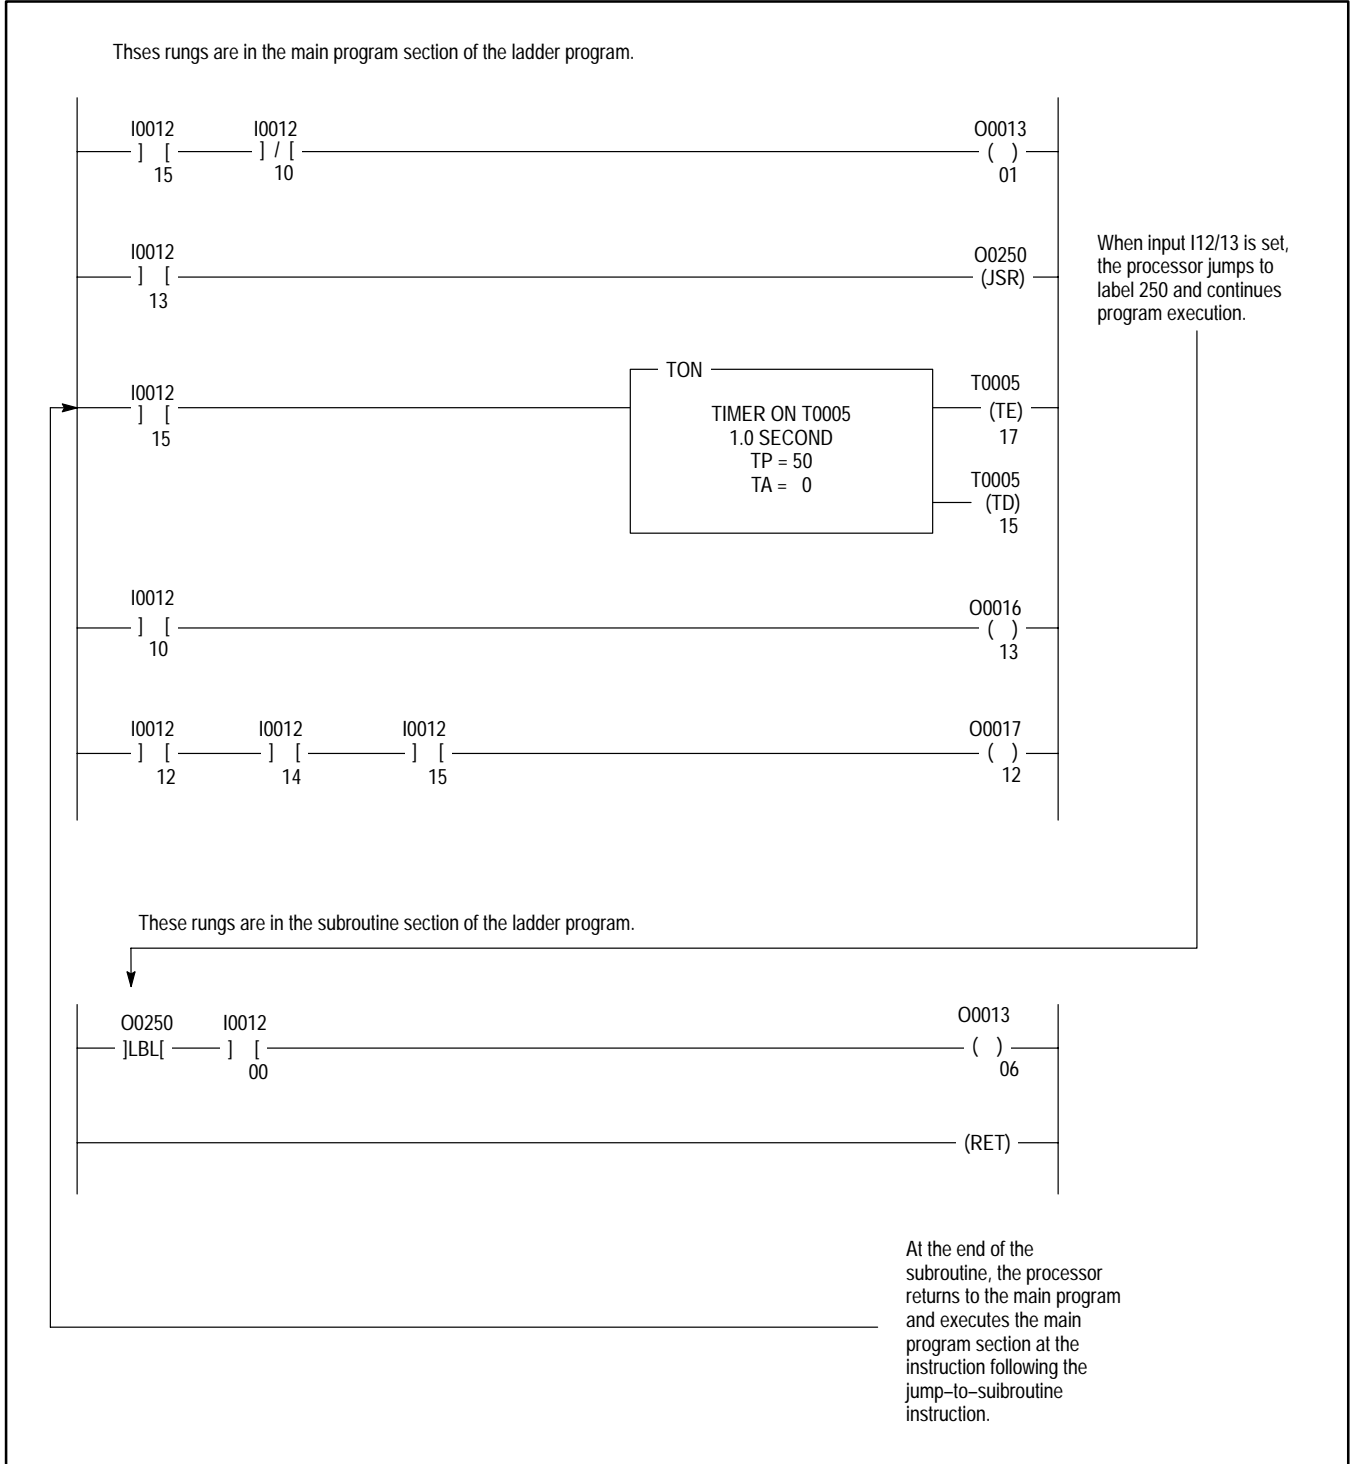 Thses rungs are in the main program section of the ladder program.
I0012 I0012 O0013
] [ ] / [ ( )
15 10 01
I0012 O0250
] [ (JSR)
13
When input I12/13 is set,
the processor jumps to
label 250 and continues
program execution.
TON
I0012 T0005
] [ TIMER ON T0005 (TE)
15 1.0 SECOND 17
TP = 50
TA = 0 T0005
(TD)
15
I0012 O0016
] [ ( )
10 13
I0012 I0012 I0012 O0017
] [ ] [ ] [ ( )
12 14 15 12
These rungs are in the subroutine section of the ladder program.
O0250 I0012 O0013
]LBL[ ] [ ( )
00 06
(RET)
At the end of the
subroutine, the processor
returns to the main program
and executes the main
program section at the
instruction following the
jump–to–suibroutine
instruction.